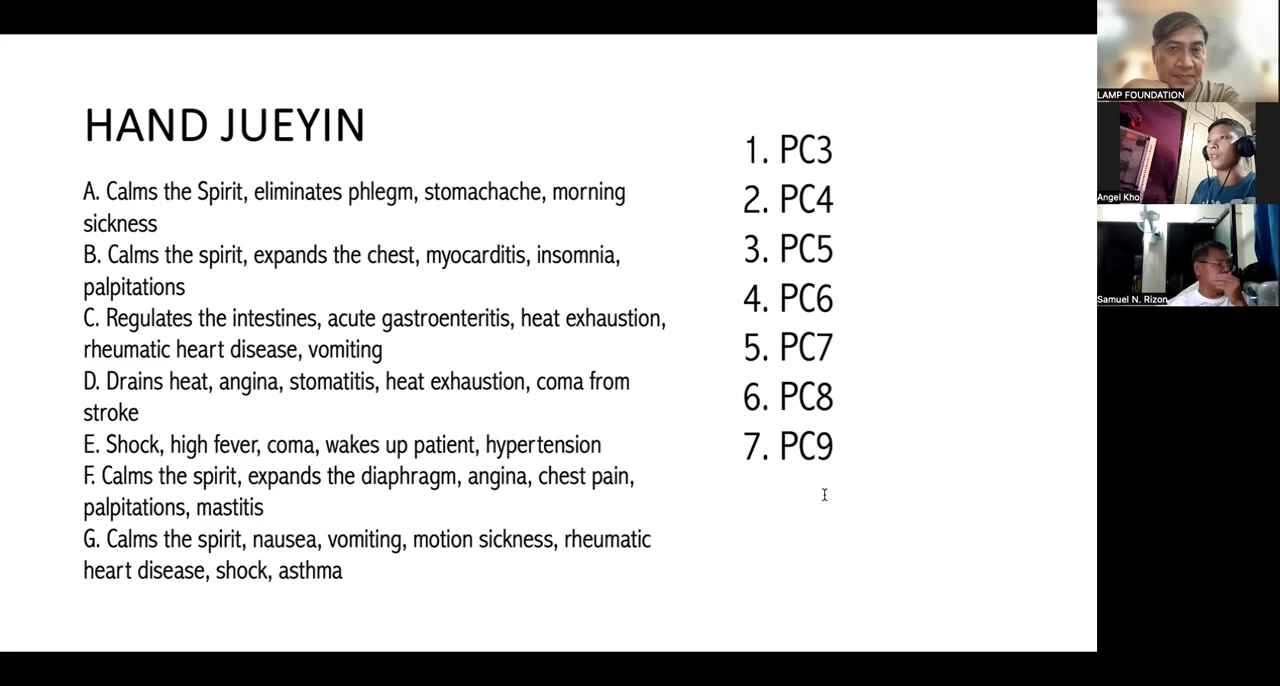 HAND JUEYIN
A. Calms the Spirit, eliminates phlegm, stomachache, morning
sickness
B. Calms the spirit, expands the chest, myocarditis, insomnia,
palpitations
C. Regulates the intestines, acute gastroenteritis, heat exhaustion,
rheumatic heart disease, vomiting
D. Drains heat, angina, stomatitis, heat exhaustion, coma from
stroke
E. Shock, high fever, coma, wakes up patient, hypertension
F. Calms the spirit, expands the diaphragm, angina, chest pain,
palpitations, mastitis
G. Calms the spirit, nausea, vomiting, motion sickness, rheumatic
heart disease, shock, asthma
1. PC3
2. PC4
3. PC5
4. PC6
5. PC7
6. PC8
7. PC9
LAMP FOUNDATION
Angel Kho
Samuel N. Rizon